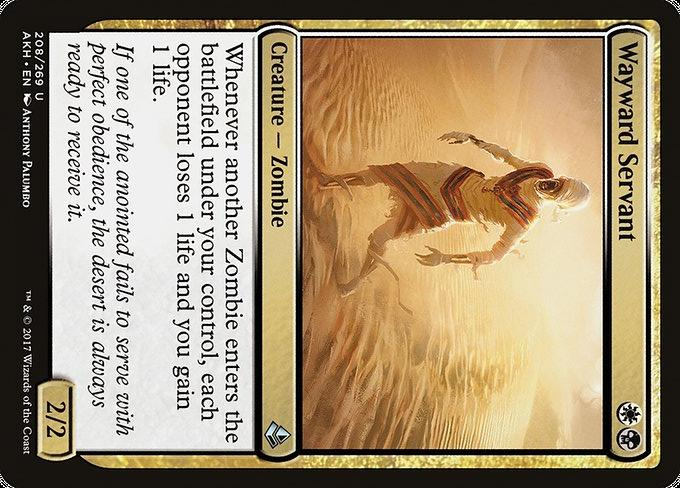 Wayward Servant
Creature — Zombie
Whenever another Zombie enters the
battlefield under your control, each
opponent loses 1 life and you gain
1 life.
If one of the anointed fails to serve with
perfect obedience, the desert is always
ready to receive it.
2/2
208/269 U
AKH • EN Anthony Palumbo
™ & © 2017 Wizards of the Coast